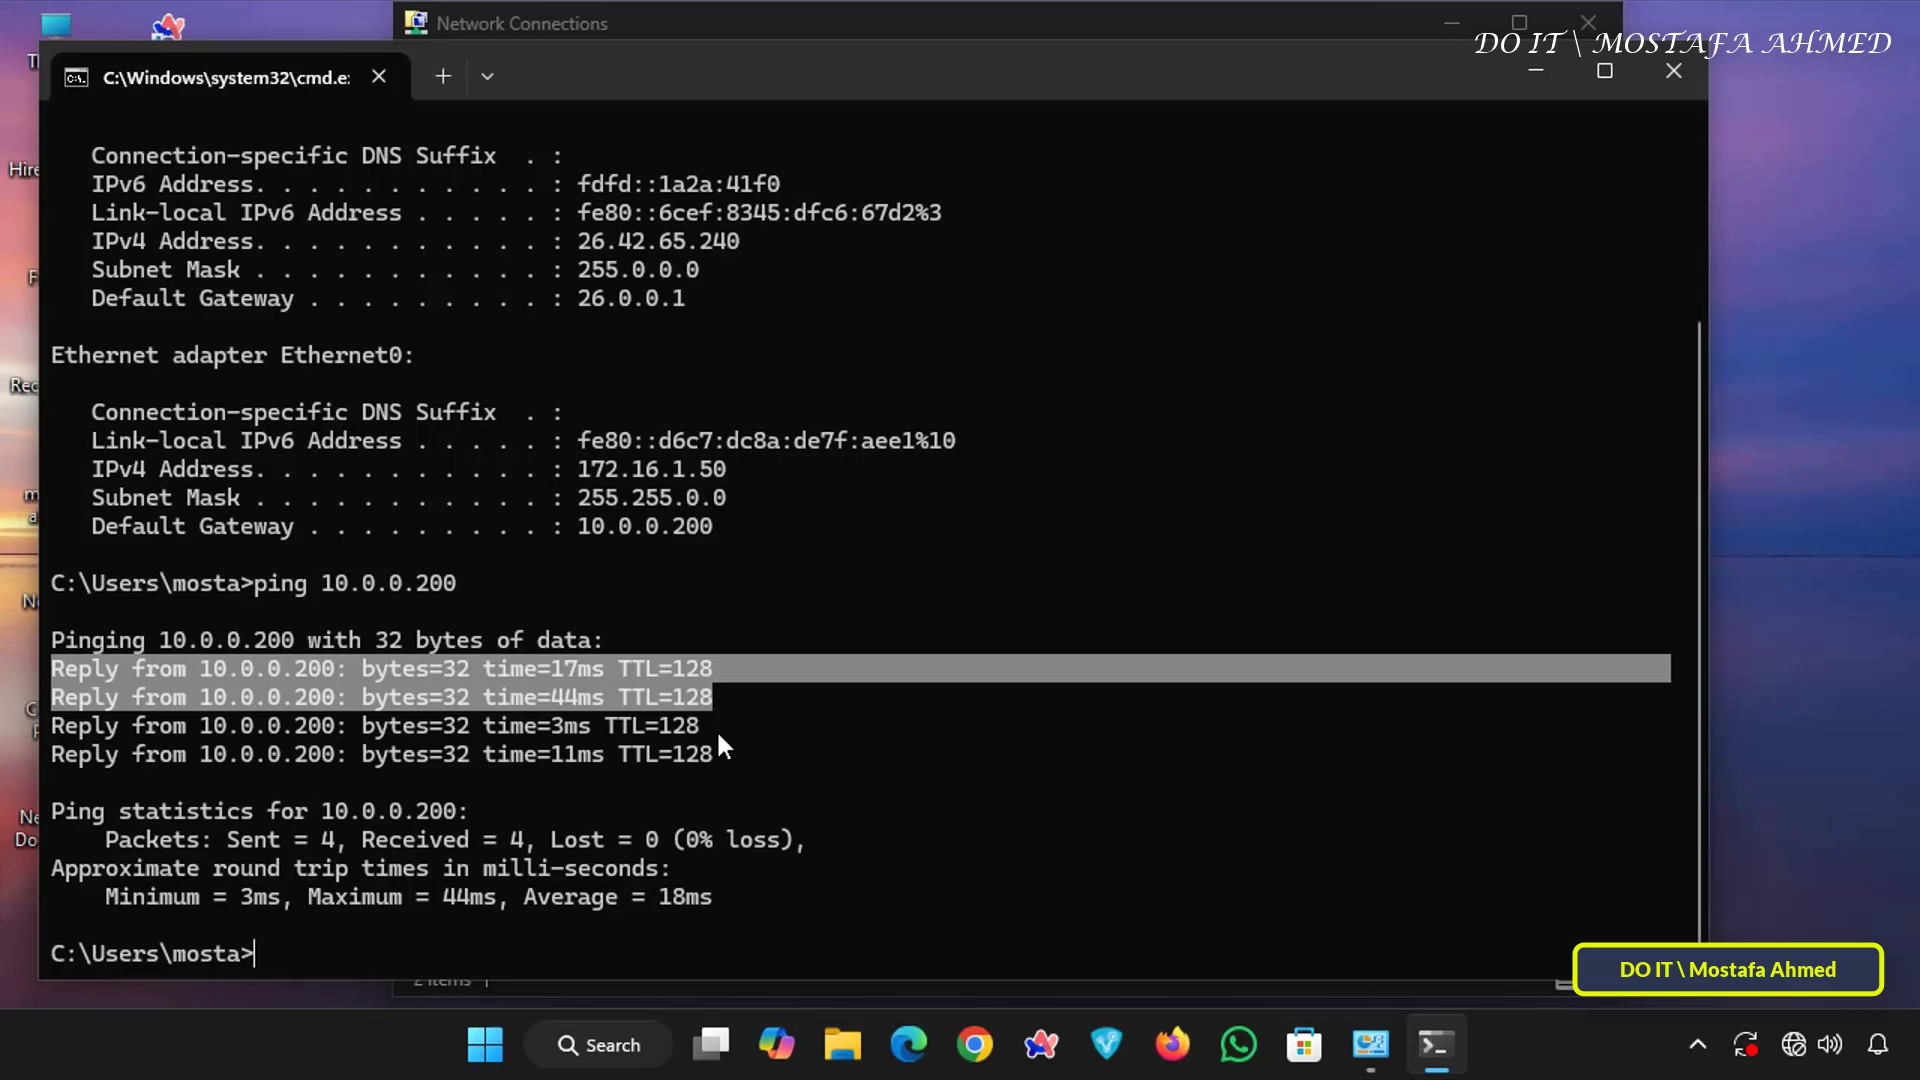 Network Connections
DO IT \ MOSTAFA AHMED
C:\Windows\system32\cmd.e:
Connection-specific DNS Suffix  . :
IPv6 Address. . . . . . . . . . . : fdfd::1a2a:41f0
Link-local IPv6 Address . . . . . : fe80::6cef:8345:dfc6:67d2%3
IPv4 Address. . . . . . . . . . . : 26.42.65.240
Subnet Mask . . . . . . . . . . . : 255.0.0.0
Default Gateway . . . . . . . . . : 26.0.0.1
Ethernet adapter Ethernet0:
Connection-specific DNS Suffix  . :
Link-local IPv6 Address . . . . . : fe80::d6c7:dc8a:de7f:aee1%10
IPv4 Address. . . . . . . . . . . : 172.16.1.50
Subnet Mask . . . . . . . . . . . : 255.255.0.0
Default Gateway . . . . . . . . . : 10.0.0.200
C:\Users\mosta>ping 10.0.0.200
Pinging 10.0.0.200 with 32 bytes of data:
Reply from 10.0.0.200: bytes=32 time=17ms TTL=128
Reply from 10.0.0.200: bytes=32 time=44ms TTL=128
Reply from 10.0.0.200: bytes=32 time=3ms TTL=128
Reply from 10.0.0.200: bytes=32 time=11ms TTL=128
Ping statistics for 10.0.0.200:
Packets: Sent = 4, Received = 4, Lost = 0 (0% loss),
Approximate round trip times in milli-seconds:
Minimum = 3ms, Maximum = 44ms, Average = 18ms
C:\Users\mosta>
DO IT \ Mostafa Ahmed
2 items
Search